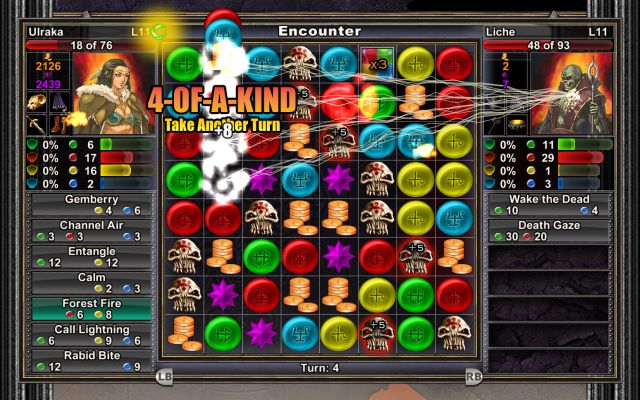 Ulraka L11
Encounter
Liche L11
18 of 76
48 of 93
2126
2439
2
7
x3
4-OF-A-KIND
Take Another Turn
8
+5
0% 6
0% 17
0% 16
0% 2
0% 11
0% 29
0% 1
0% 3
Gemberry
4 6
Channel Air
3 3
Entangle
12 12
Calm
2 3
Forest Fire
6 8
Call Lightning
6 9 6
Rabid Bite
12 9
Wake the Dead
10 4
Death Gaze
30 20
+5
+5
LB
Turn: 4
RB